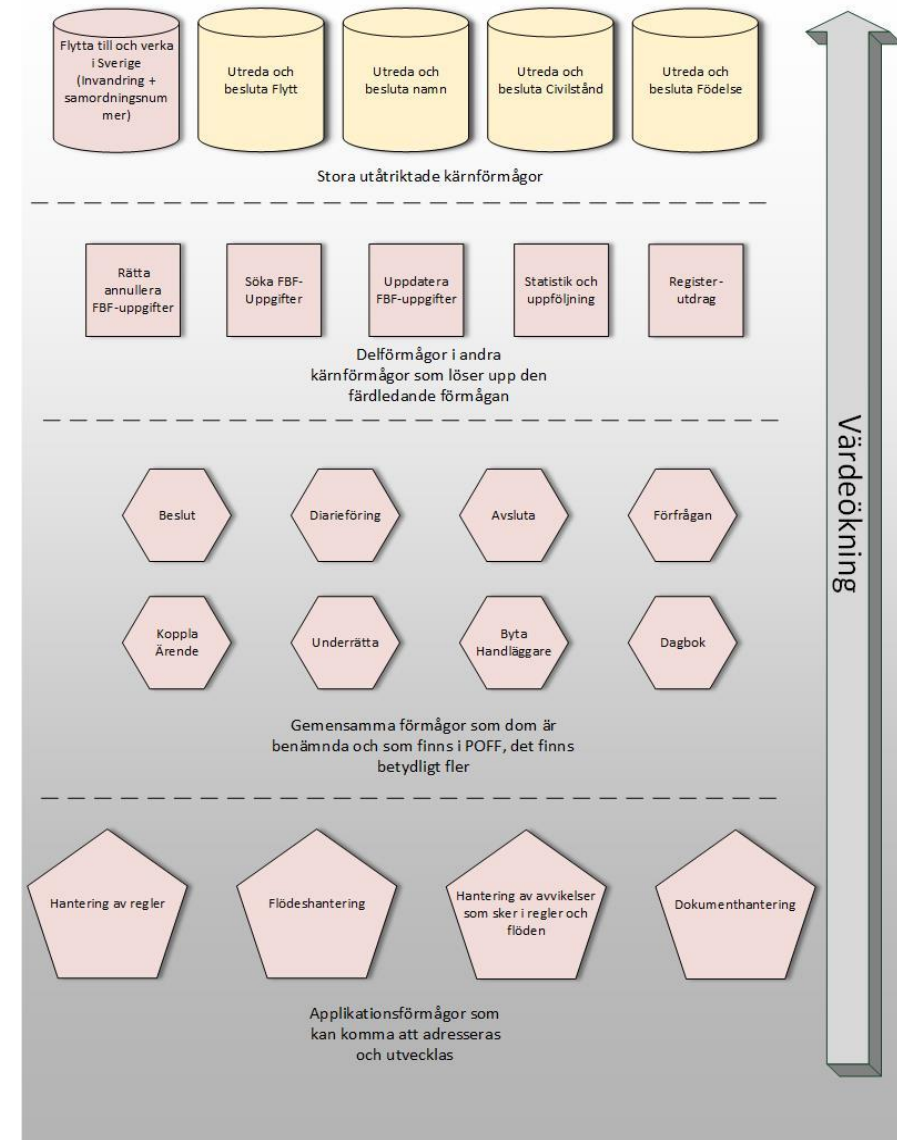 Flytta till och verka
i Sverige
(Invandring +
samordningsnum
mer)
Utreda och
besluta Flytt
Utreda och
besluta namn
Utreda och
besluta Civilstånd
Utreda och
besluta Födelse
Stora utåtriktade kärnförmågor
Rätta
annullera
FBF-uppgifter
Söka FBF-
Uppgifter
Uppdatera
FBF-uppgifter
Statistik och
uppföljning
Register-
utdrag
Delförmågor i andra
kärnförmågor som löser upp den
färdledande förmågan
Beslut
Diarieföring
Avsluta
Förfrågan
Koppla
Ärende
Underrätta
Byta
Handläggare
Dagbok
Gemensamma förmågor som dom är
benämnda och som finns i POFF, det finns
betydligt fler
Hantering av regler
Flödeshantering
Hantering av avvikelser
som sker i regler och
flöden
Dokumenthantering
Applikationsförmågor som
kan komma att adresseras
och utvecklas
Värdeökning